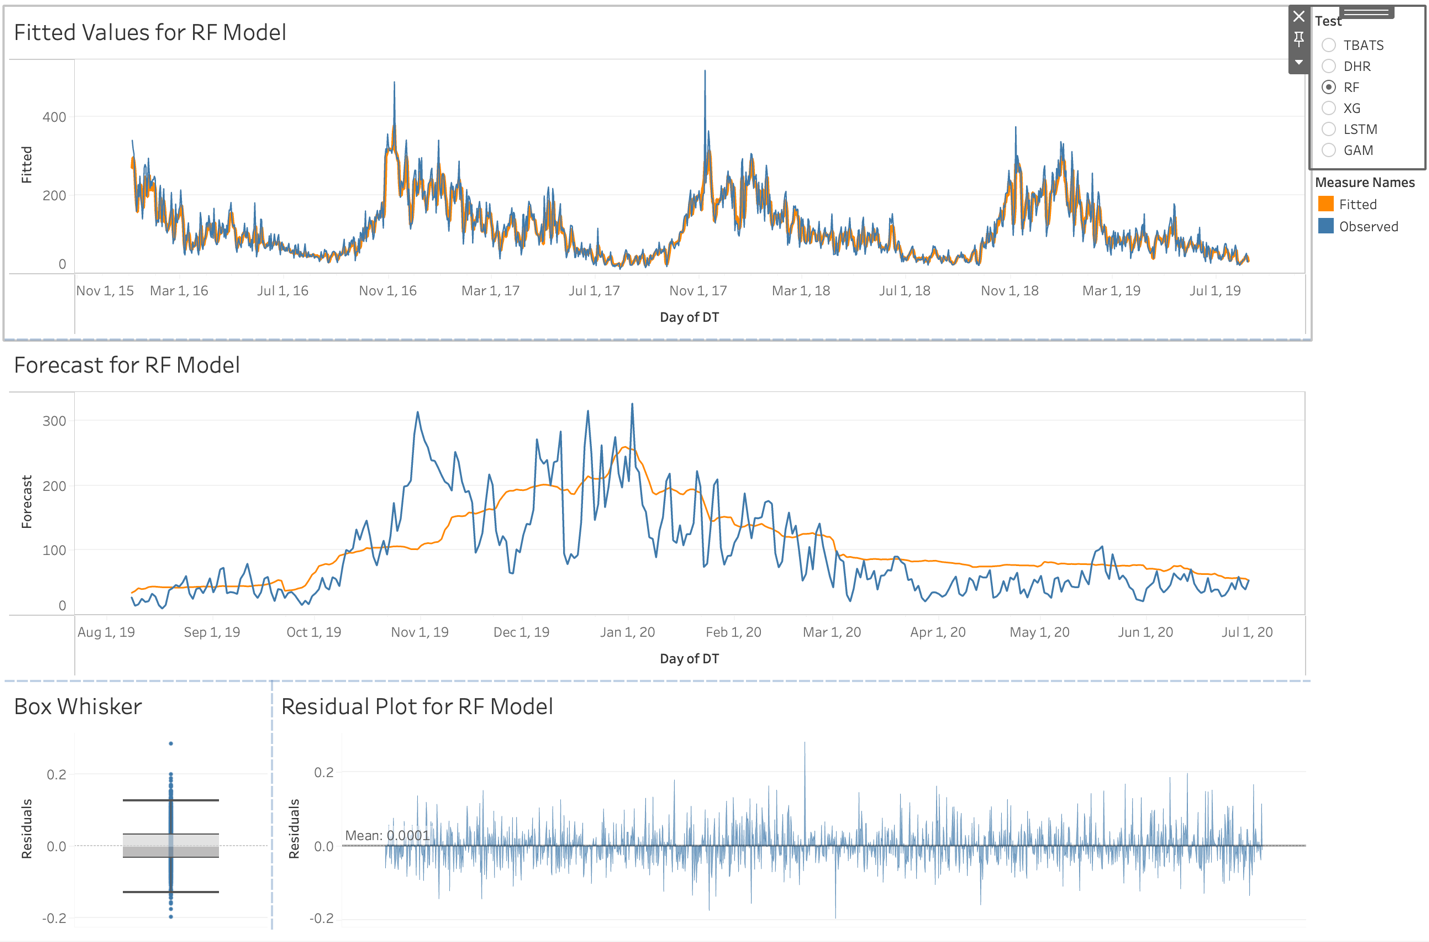 Fitted Values for RF Model
Test
TBATS
DHR
RF
XG
LSTM
GAM
Measure Names
Fitted
Observed
Fitted
400
200
0
Nov 1, 15 Mar 1, 16 Jul 1, 16 Nov 1, 16 Mar 1, 17 Jul 1, 17 Nov 1, 17 Mar 1, 18 Jul 1, 18 Nov 1, 18 Mar 1, 19 Jul 1, 19
Day of DT
Forecast for RF Model
Forecast
300
200
100
0
Aug 1, 19 Sep 1, 19 Oct 1, 19 Nov 1, 19 Dec 1, 19 Jan 1, 20 Feb 1, 20 Mar 1, 20 Apr 1, 20 May 1, 20 Jun 1, 20 Jul 1, 20
Day of DT
Box Whisker
Residuals
0.2
0.0
-0.2
Residual Plot for RF Model
Residuals
0.2
Mean: 0.0001
0.0
-0.2